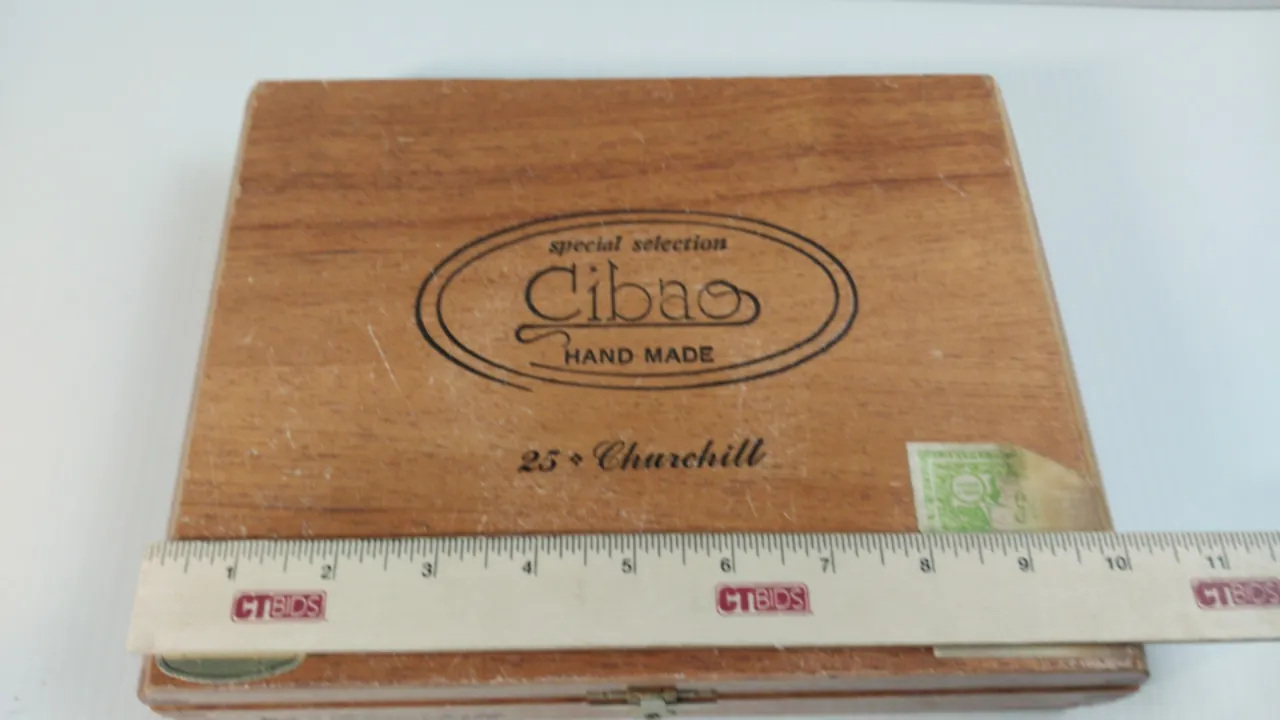 special selection
Cibao
HAND MADE
25 ❖ Churchill
1 2 3 4 5 6 7 8 9 10 11
CTBIDS CTBIDS CTBIDS